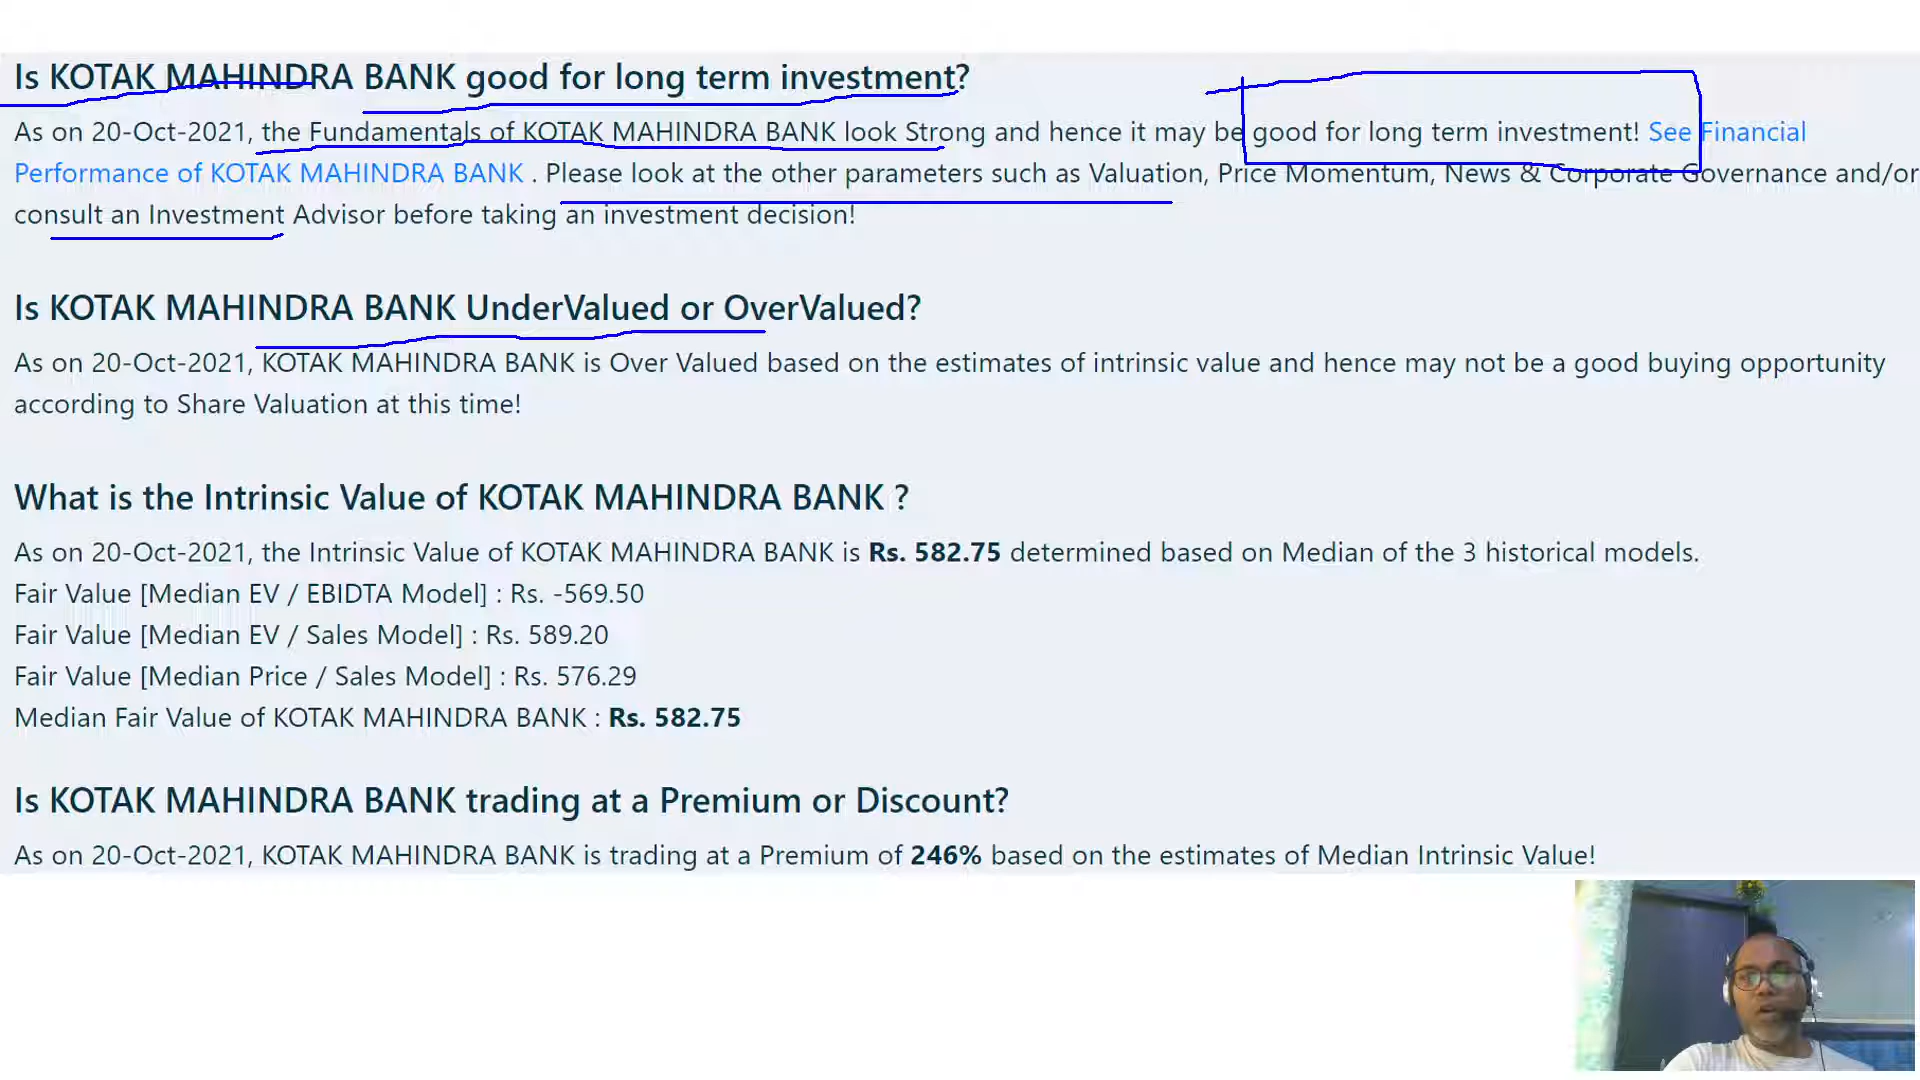 Is KOTAK MAHINDRA BANK good for long term investment?
As on 20-Oct-2021, the Fundamentals of KOTAK MAHINDRA BANK look Strong and hence it may be good for long term investment! See Financial
Performance of KOTAK MAHINDRA BANK . Please look at the other parameters such as Valuation, Price Momentum, News & Corporate Governance and/or
consult an Investment Advisor before taking an investment decision!
Is KOTAK MAHINDRA BANK UnderValued or OverValued?
As on 20-Oct-2021, KOTAK MAHINDRA BANK is Over Valued based on the estimates of intrinsic value and hence may not be a good buying opportunity
according to Share Valuation at this time!
What is the Intrinsic Value of KOTAK MAHINDRA BANK ?
As on 20-Oct-2021, the Intrinsic Value of KOTAK MAHINDRA BANK is Rs. 582.75 determined based on Median of the 3 historical models.
Fair Value [Median EV / EBIDTA Model] : Rs. -569.50
Fair Value [Median EV / Sales Model] : Rs. 589.20
Fair Value [Median Price / Sales Model] : Rs. 576.29
Median Fair Value of KOTAK MAHINDRA BANK : Rs. 582.75
Is KOTAK MAHINDRA BANK trading at a Premium or Discount?
As on 20-Oct-2021, KOTAK MAHINDRA BANK is trading at a Premium of 246% based on the estimates of Median Intrinsic Value!